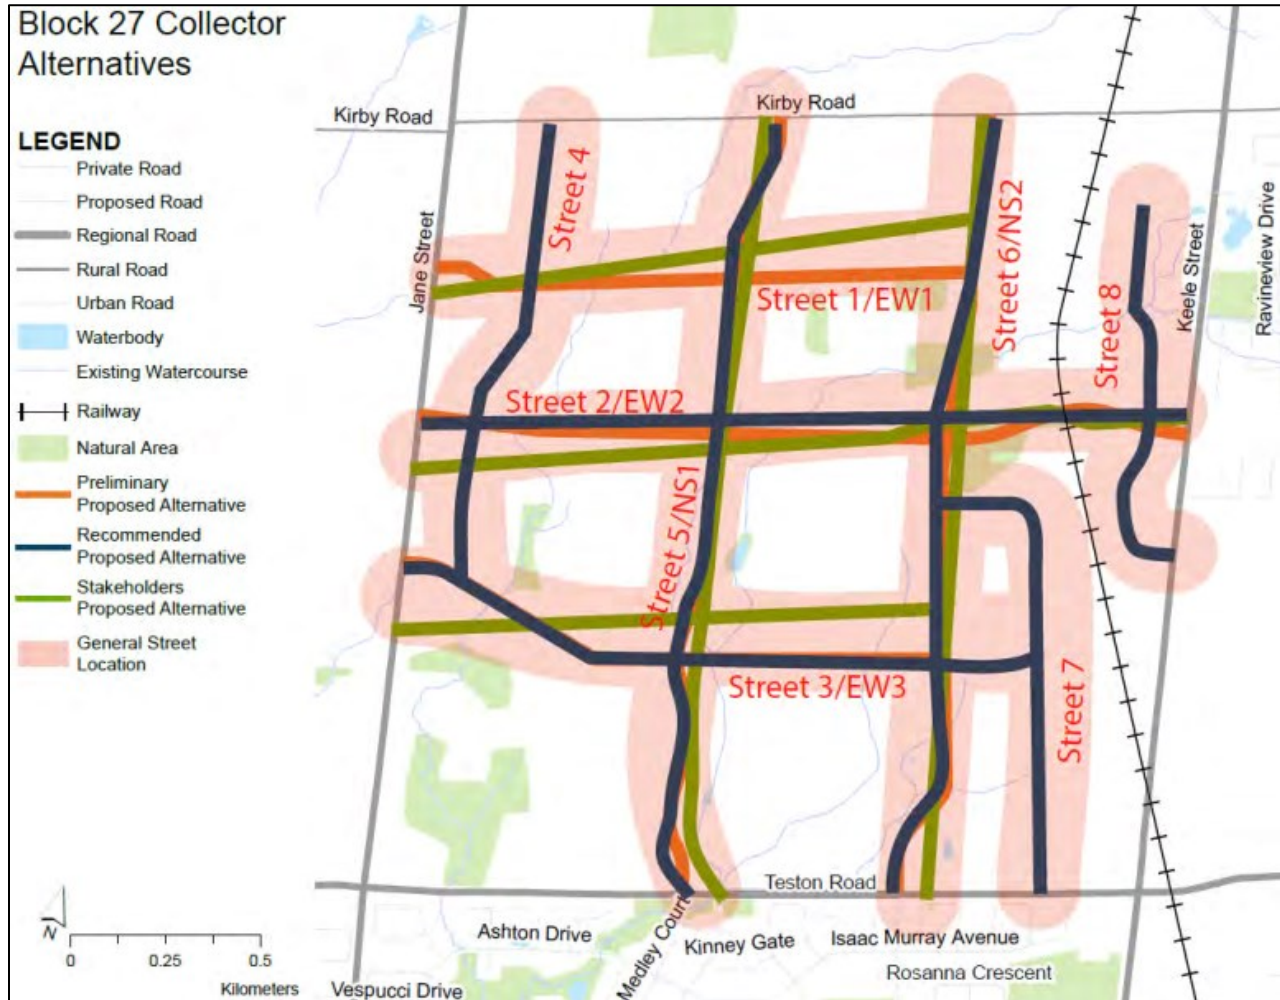 Block 27 Collector
Alternatives
LEGEND
Private Road
Proposed Road
Regional Road
Rural Road
Urban Road
Waterbody
Existing Watercourse
Railway
Natural Area
Preliminary
Proposed Alternative
Recommended
Proposed Alternative
Stakeholders
Proposed Alternative
General Street
Location
N
0
0.25
0.5
Kilometers
Kirby Road
Kirby Road
Jane Street
Street 4
Street 6/NS2
Street 1/EW1
Street 8
Keele Street
Ravineview Drive
Street 2/EW2
Street 5/NS1
Street 3/EW3
Street 7
Teston Road
Ashton Drive
Medley Court
Kinney Gate
Isaac Murray Avenue
Rosanna Crescent
Vespucci Drive